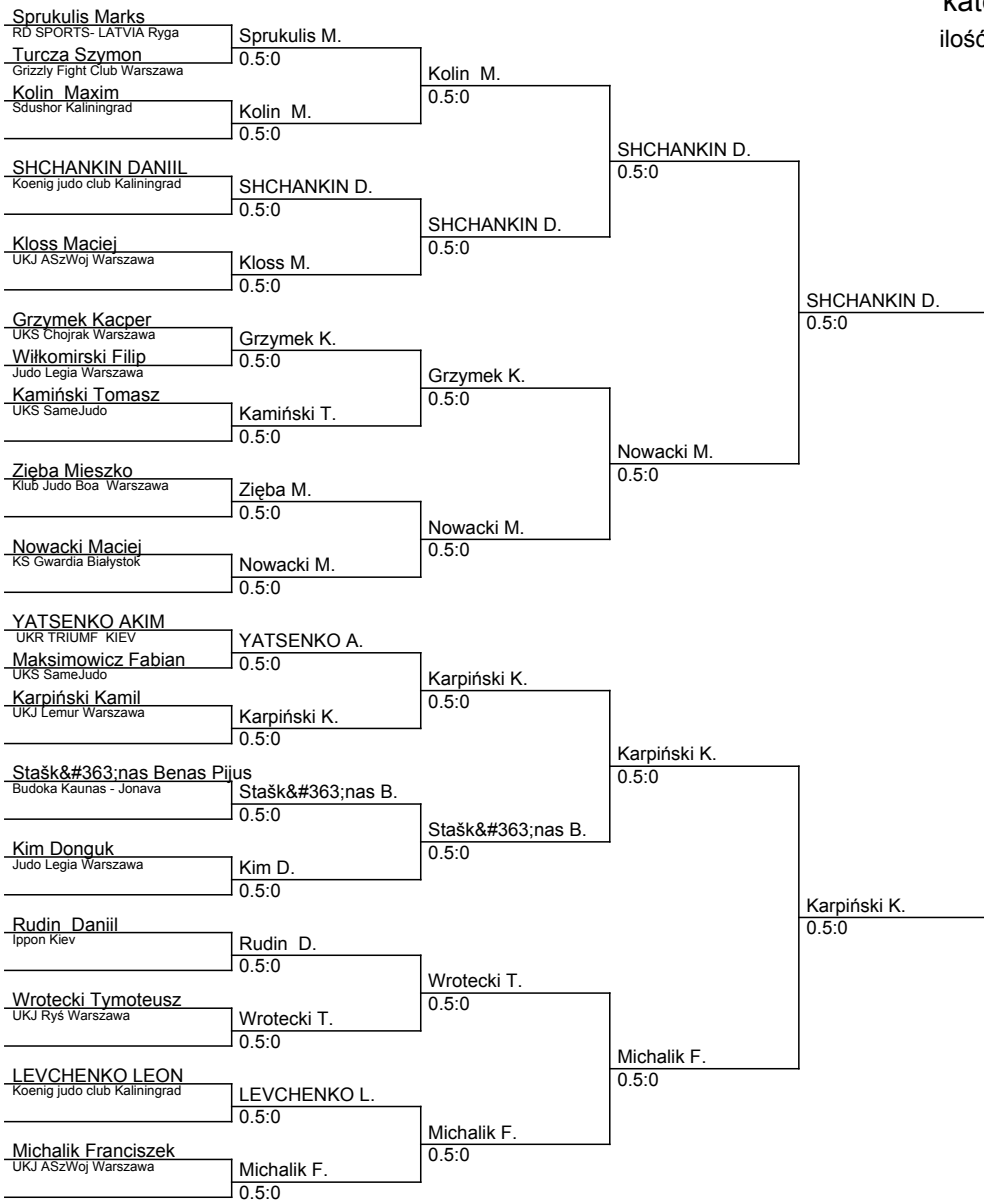 kate
ilość
Sprukulis Marks
RD SPORTS- LATVIA Ryga
Turcza Szymon
Grizzly Fight Club Warszawa
Kolin  Maxim
Sdushor Kaliningrad
SHCHANKIN DANIIL
Koenig judo club Kaliningrad
Kloss Maciej
UKJ ASzWoj Warszawa
Grzymek Kacper
UKS Chojrak Warszawa
Wiłkomirski Filip
Judo Legia Warszawa
Kamiński Tomasz
UKS SameJudo
Zięba Mieszko
Klub Judo Boa  Warszawa
Nowacki Maciej
KS Gwardia Białystok
YATSENKO AKIM
UKR TRIUMF  KIEV
Maksimowicz Fabian
UKS SameJudo
Karpiński Kamil
UKJ Lemur Warszawa
Stašk&#363;nas Benas Pijus
Budoka Kaunas - Jonava
Kim Donguk
Judo Legia Warszawa
Rudin  Daniil
Ippon Kiev
Wrotecki Tymoteusz
UKJ Ryś Warszawa
LEVCHENKO LEON
Koenig judo club Kaliningrad
Michalik Franciszek
UKJ ASzWoj Warszawa
Sprukulis M.
0.5:0
Kolin  M.
0.5:0
SHCHANKIN D.
0.5:0
Kloss M.
0.5:0
Grzymek K.
0.5:0
Kamiński T.
0.5:0
Zięba M.
0.5:0
Nowacki M.
0.5:0
YATSENKO A.
0.5:0
Karpiński K.
0.5:0
Stašk&#363;nas B.
0.5:0
Kim D.
0.5:0
Rudin  D.
0.5:0
Wrotecki T.
0.5:0
LEVCHENKO L.
0.5:0
Michalik F.
0.5:0
Kolin  M.
0.5:0
SHCHANKIN D.
0.5:0
Grzymek K.
0.5:0
Nowacki M.
0.5:0
Karpiński K.
0.5:0
Stašk&#363;nas B.
0.5:0
Wrotecki T.
0.5:0
Michalik F.
0.5:0
SHCHANKIN D.
0.5:0
Nowacki M.
0.5:0
Karpiński K.
0.5:0
Michalik F.
0.5:0
SHCHANKIN D.
0.5:0
Karpiński K.
0.5:0